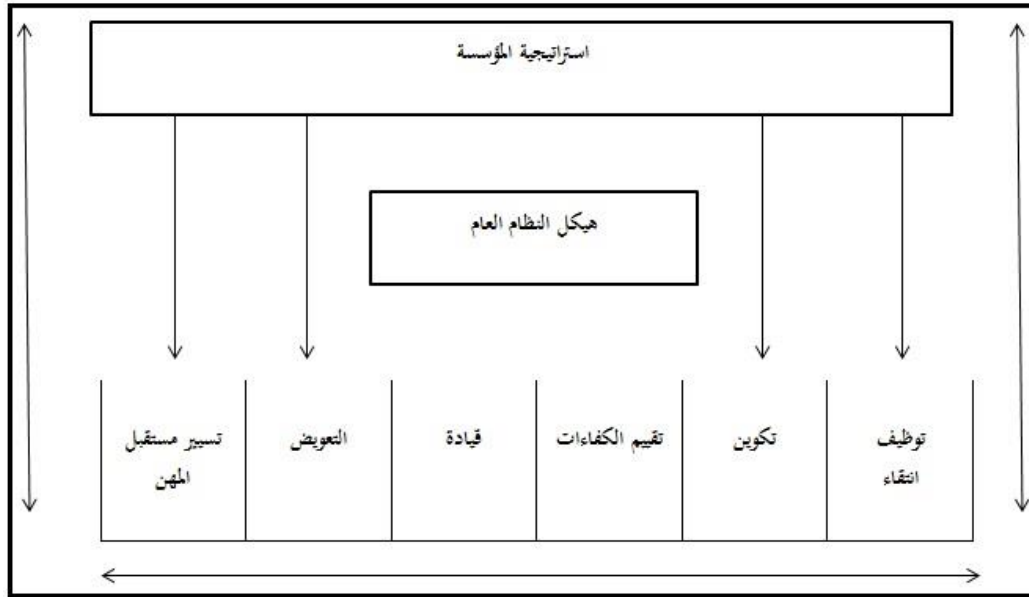 استراتيجية المؤسسة
هيكل النظام العام
توظيف
انتقاء
تكوين
تقييم الكفاءات
قيادة
التعويض
تسيير مستقبل
المهن